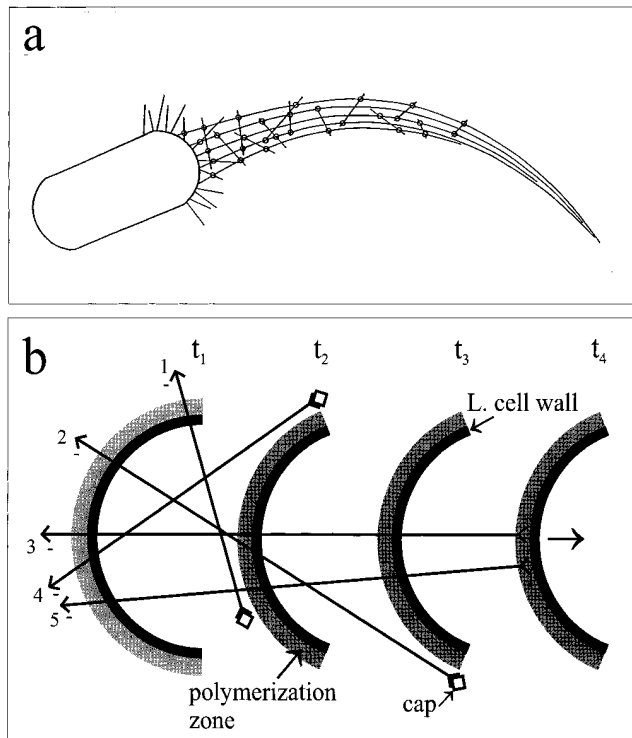 a
b
t1 t2 t3 t4
1
-
L. cell wall
2
-
3 -
4 -
5 -
polymerization
zone
cap